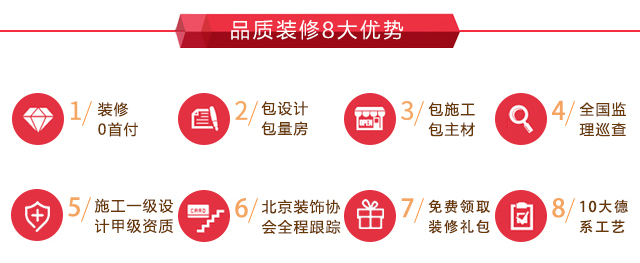 品质装修8大优势
1/ 装修
0首付
2/ 包设计
包量房
3/ 包施工
包主材
4/ 全国监
理巡查
5/ 施工一级设
计甲级资质
6/ 北京装饰协
会全程跟踪
7/ 免费领取
装修礼包
8/ 10大德
系工艺
OPEN
CARD